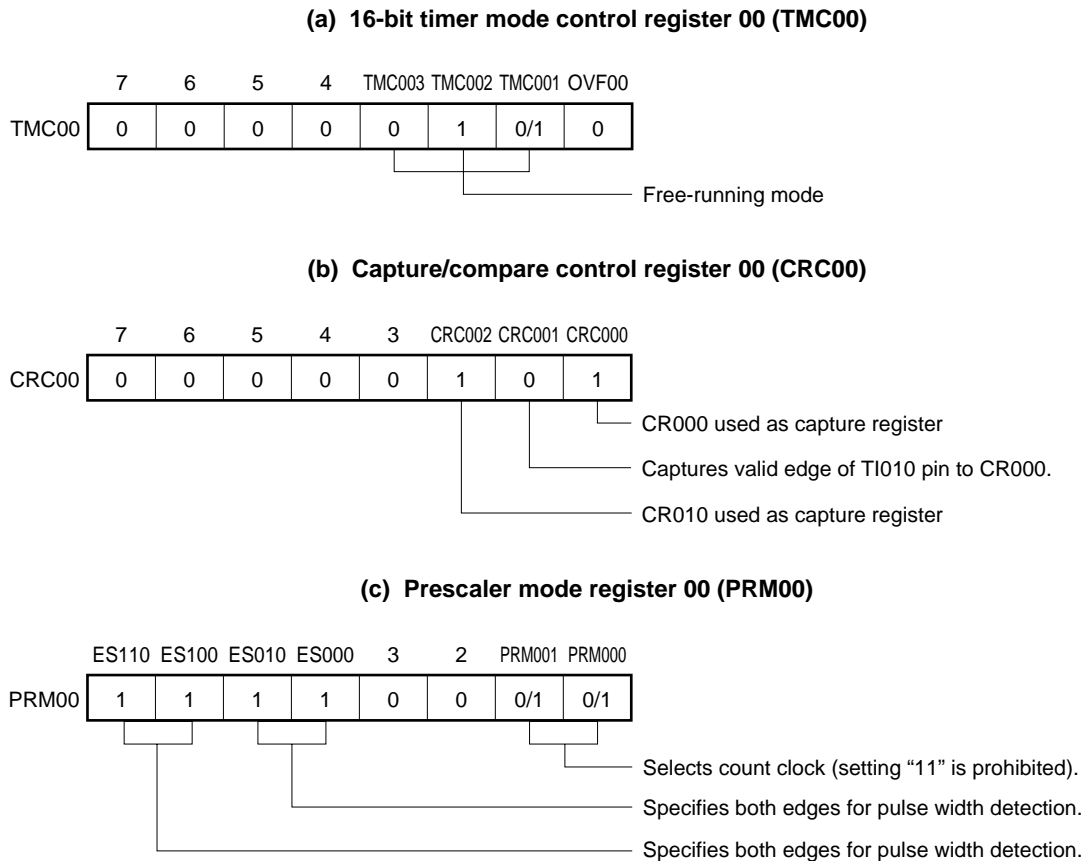 (a) 16-bit timer mode control register 00 (TMC00)
7 6 5 4 TMC003 TMC002 TMC001 OVF00
TMC00 0 0 0 0 0 1 0/1 0
Free-running mode
(b) Capture/compare control register 00 (CRC00)
7 6 5 4 3 CRC002 CRC001 CRC000
CRC00 0 0 0 0 0 1 0 1
CR000 used as capture register
Captures valid edge of TI010 pin to CR000.
CR010 used as capture register
(c) Prescaler mode register 00 (PRM00)
ES110 ES100 ES010 ES000 3 2 PRM001 PRM000
PRM00 1 1 1 1 0 0 0/1 0/1
Selects count clock (setting “11” is prohibited).
Specifies both edges for pulse width detection.
Specifies both edges for pulse width detection.